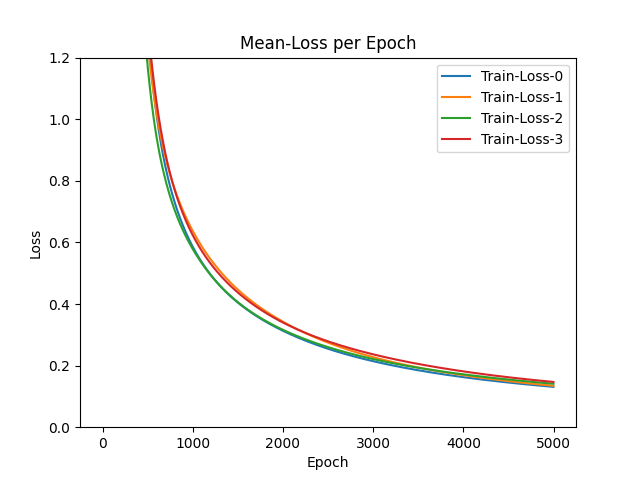 Mean-Loss per Epoch
Train-Loss-0
Train-Loss-1
Train-Loss-2
Train-Loss-3
Loss
1.2
1.0
0.8
0.6
0.4
0.2
0.0
0 1000 2000 3000 4000 5000
Epoch